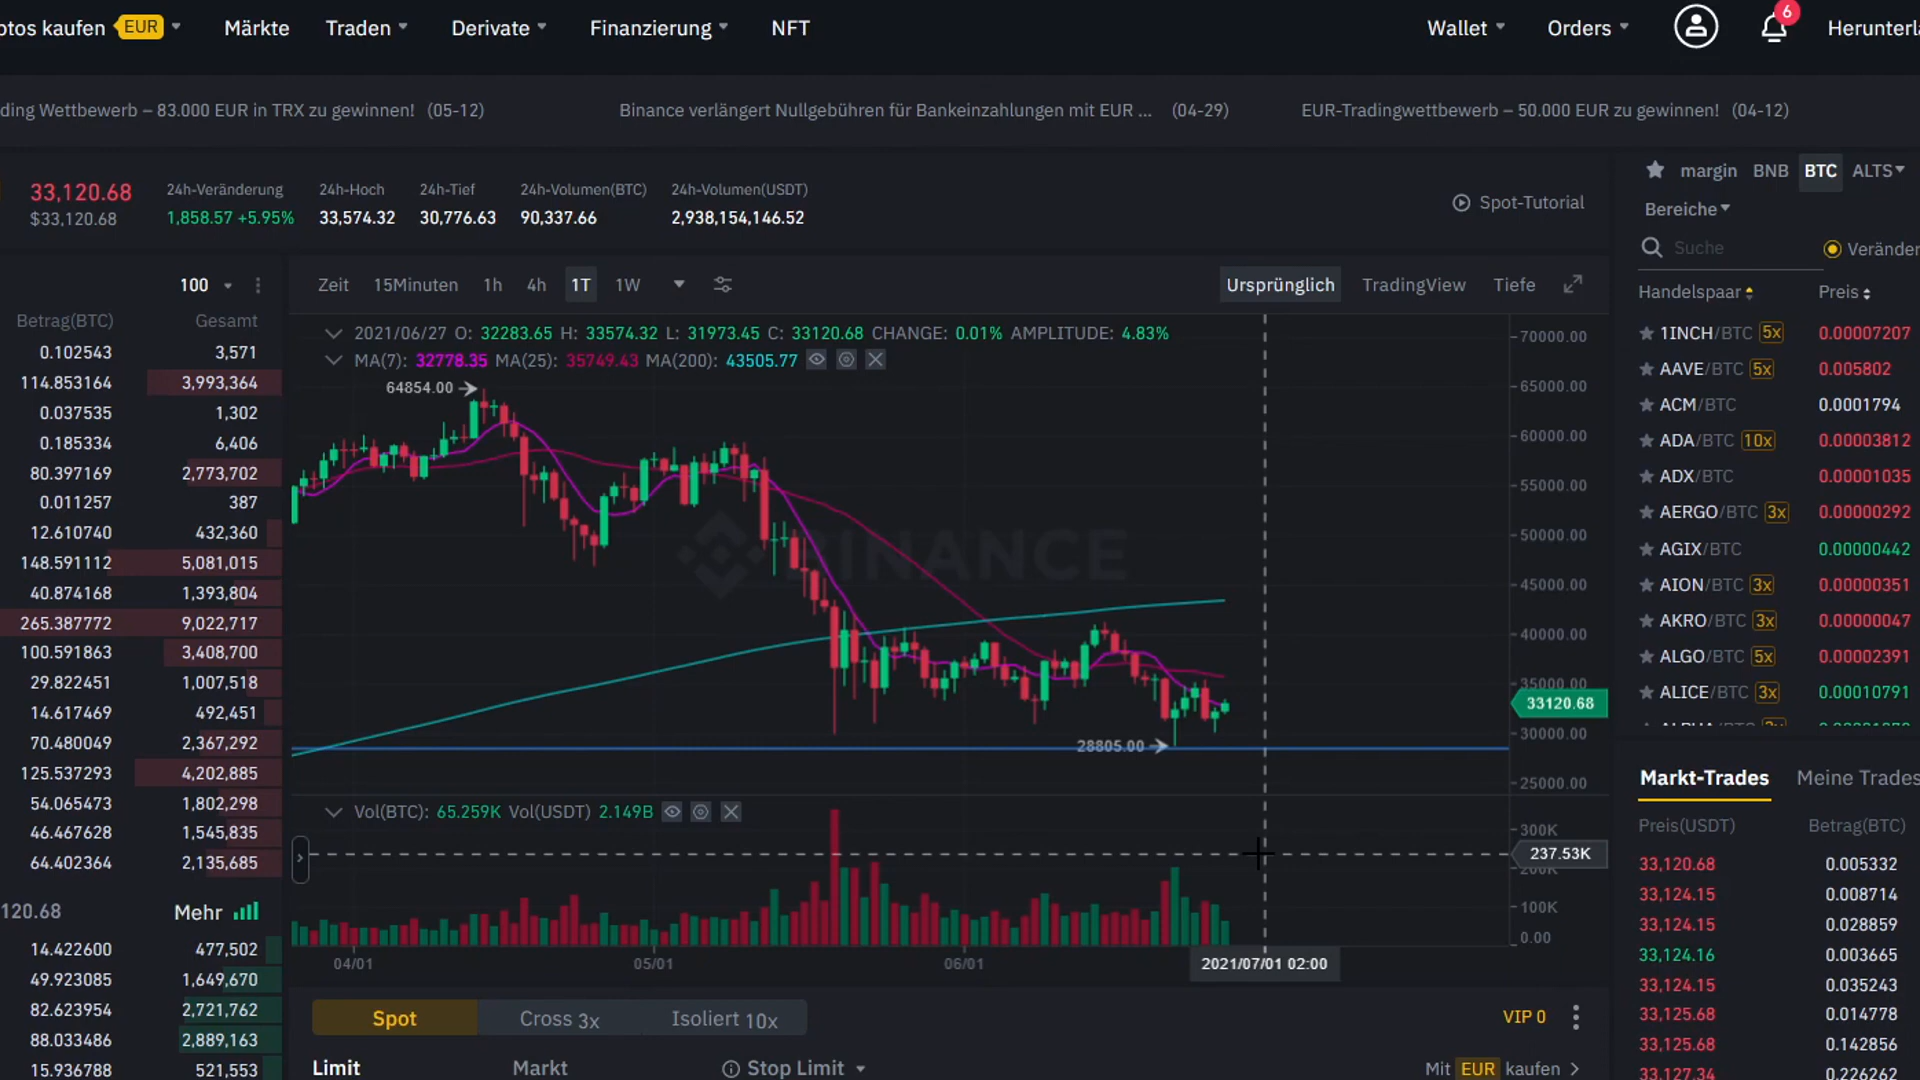 ptos kaufen EUR Märkte Traden Derivate Finanzierung NFT Wallet Orders 6 Herunterla
ding Wettbewerb – 83.000 EUR in TRX zu gewinnen! (05-12) Binance verlängert Nullgebühren für Bankeinzahlungen mit EUR ... (04-29) EUR-Tradingwettbewerb – 50.000 EUR zu gewinnen! (04-12)
33,120.68
$33,120.68
24h-Veränderung 24h-Hoch 24h-Tief 24h-Volumen(BTC) 24h-Volumen(USDT)
1,858.57 +5.95% 33,574.32 30,776.63 90,337.66 2,938,154,146.52
Spot-Tutorial
100
Betrag(BTC) Gesamt
0.102543 3,571
114.853164 3,993,364
0.037535 1,302
0.185334 6,406
80.397169 2,773,702
0.011257 387
12.610740 432,360
148.591112 5,081,015
40.874168 1,393,804
265.387772 9,022,717
100.591863 3,408,700
29.822451 1,007,518
14.617469 492,451
70.480049 2,367,292
125.537293 4,202,885
54.065473 1,802,298
46.467628 1,545,835
64.402364 2,135,685
120.68 Mehr
14.422600 477,502
49.923085 1,649,670
82.623954 2,721,762
88.033486 2,889,163
15.936788 521,553
Zeit 15Minuten 1h 4h 1T 1W Ursprünglich TradingView Tiefe
2021/06/27 O: 32283.65 H: 33574.32 L: 31973.45 C: 33120.68 CHANGE: 0.01% AMPLITUDE: 4.83%
MA(7): 32778.35 MA(25): 35749.43 MA(200): 43505.77
64854.00
BINANCE
28805.00
70000.00
65000.00
60000.00
55000.00
50000.00
45000.00
40000.00
35000.00
33120.68
30000.00
25000.00
Vol(BTC): 65.259K Vol(USDT) 2.149B
300K
237.53K
200K
100K
0.00
04/01 05/01 06/01 2021/07/01 02:00
Spot Cross 3x Isoliert 10x VIP 0
Limit Markt Stop Limit Mit EUR kaufen
margin BNB BTC ALTS
Bereiche
Suche Veränder
Handelspaar Preis
1INCH/BTC 5x 0.00007207
AAVE/BTC 5x 0.005802
ACM/BTC 0.0001794
ADA/BTC 10x 0.00003812
ADX/BTC 0.00001035
AERGO/BTC 3x 0.00000292
AGIX/BTC 0.00000442
AION/BTC 3x 0.00000351
AKRO/BTC 3x 0.00000047
ALGO/BTC 5x 0.00002391
ALICE/BTC 3x 0.00010791
Markt-Trades Meine Trades
Preis(USDT) Betrag(BTC)
33,120.68 0.005332
33,124.15 0.008714
33,124.15 0.028859
33,124.16 0.003665
33,124.15 0.035243
33,125.68 0.014778
33,125.68 0.142856
33,127.34 0.226262